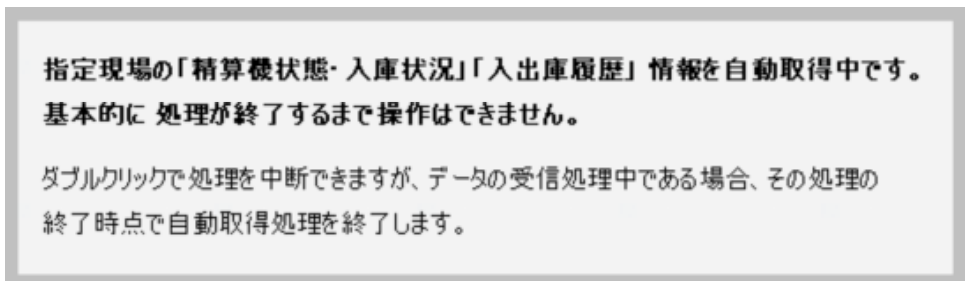 指定現場の「精算機状態・入庫状況」「入出庫履歴」情報を自動取得中です。
基本的に 処理が終了するまで操作はできません。
ダブルクリックで処理を中断できますが、データの受信処理中である場合、その処理の
終了時点で自動取得処理を終了します。